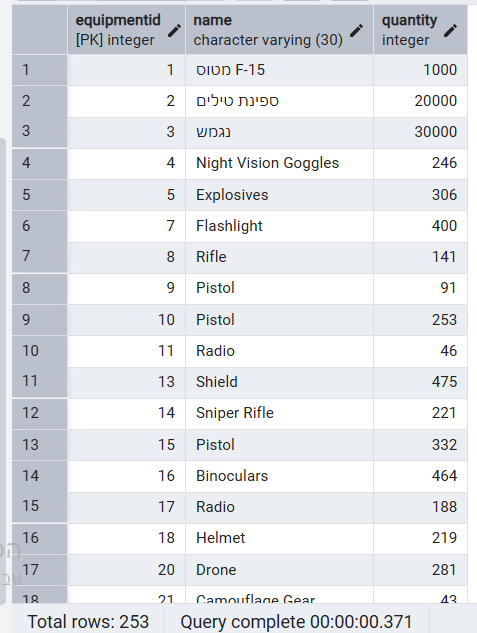 equipmentid name quantity
[PK] integer character varying (30) integer
1 1 מטוס F-15 1000
2 2 ספינת טילים 20000
3 3 נגמש 30000
4 4 Night Vision Goggles 246
5 5 Explosives 306
6 7 Flashlight 400
7 8 Rifle 141
8 9 Pistol 91
9 10 Pistol 253
10 11 Radio 46
11 13 Shield 475
12 14 Sniper Rifle 221
13 15 Pistol 332
14 16 Binoculars 464
15 17 Radio 188
16 18 Helmet 219
17 20 Drone 281
18 21 Camouflage Gear 43
Total rows: 253 Query complete 00:00:00.371